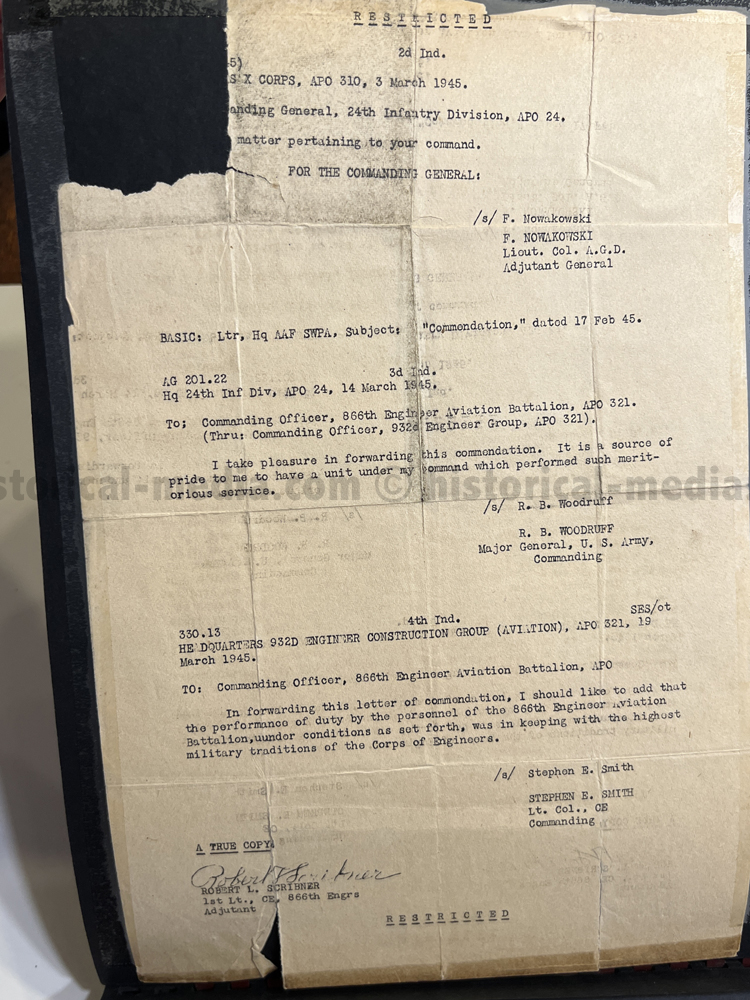 RESTRICTED
2d Ind.
5)
S X CORPS, APO 310, 3 March 1945.
anding General, 24th Infantry Division, APO 24.
matter pertaining to your command.
FOR THE COMMANDING GENERAL:
/s/ F. Nowakowski
F. NOWAKOWSKI
Lieut. Col. A.G.D.
Adjutant General
BASIC: Ltr, Hq AAF SWPA, Subject: "Commendation," dated 17 Feb 45.
3d Ind.
AG 201.22
Hq 24th Inf Div, APO 24, 14 March 1945.
To; Commanding Officer, 866th Engineer Aviation Battalion, APO 321.
(Thru: Commanding Officer, 932d Engineer Group, APO 321).
I take pleasure in forwarding this commendation. It is a source of
pride to me to have a unit under my command which performed such merit-
orious service.
storical-media.com © historical-media
/s/ R. B. Woodruff
R. B. WOODRUFF
Major General, U. S. Army,
Commanding
4th Ind. SES/ot
330.13
HEADQUARTERS 932D ENGINEER CONSTRUCTION GROUP (AVIATION), APO 321, 19
March 1945.
TO: Commanding Officer, 866th Engineer Aviation Battalion, APO
In forwarding this letter of commendation, I should like to add that
the performance of duty by the personnel of the 866th Engineer Aviation
Battalion,uunder conditions as set forth, was in keeping with the highest
military traditions of the Corps of Engineers.
/s/ Stephen E. Smith
STEPHEN E. SMITH
Lt. Col., CE
Commanding
A TRUE COPY:
Robert L Scribner
ROBERT L. SCRIBNER
1st Lt., CE, 866th Engrs
Adjutant
RESTRICTED